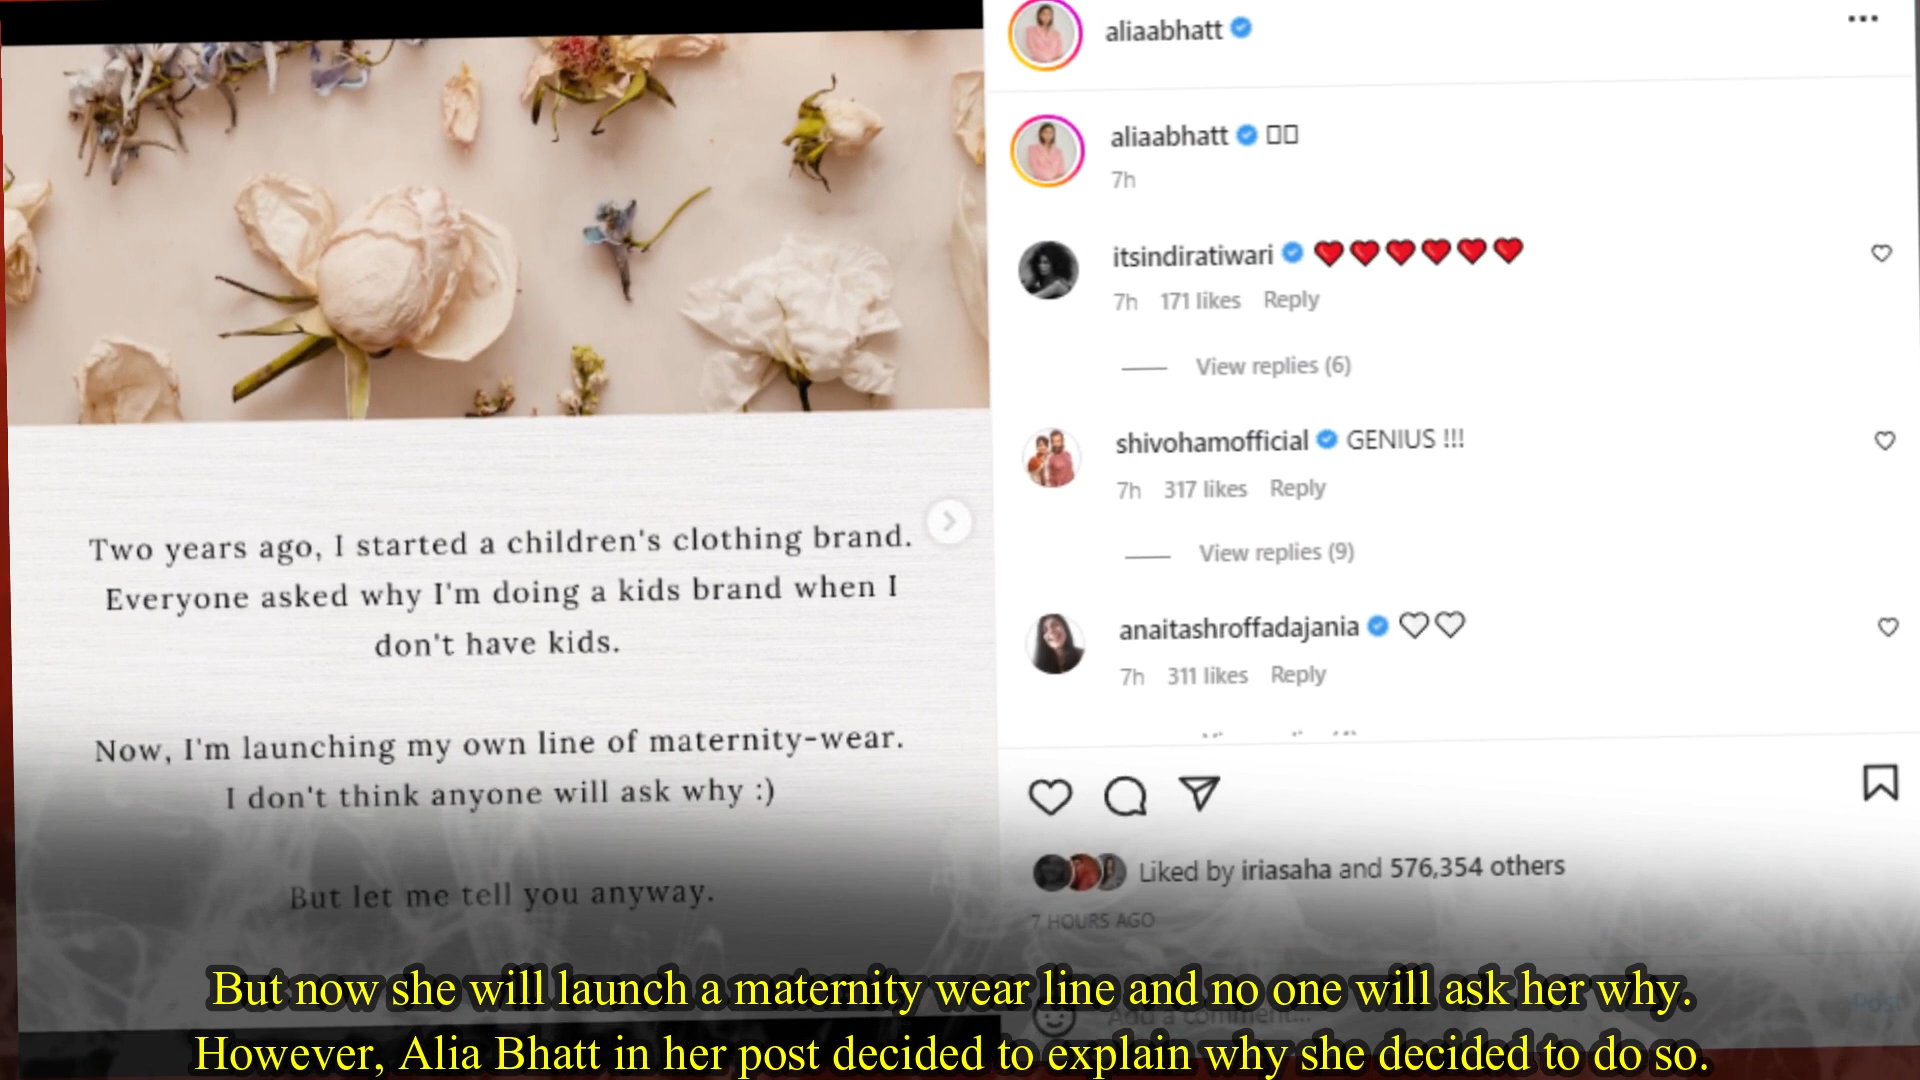 Two years ago, I started a children's clothing brand.
Everyone asked why I'm doing a kids brand when I
don't have kids.
Now, I'm launching my own line of maternity-wear.
I don't think anyone will ask why :)
But let me tell you anyway.
aliaabhatt
aliaabhatt
7h
itsindiratiwari ❤❤❤❤❤❤
7h 171 likes Reply
View replies (6)
shivohamofficial GENIUS !!!
7h 317 likes Reply
View replies (9)
anaitashroffadajania ♡♡
7h 311 likes Reply
Liked by iriasaha and 576,354 others
7 HOURS AGO
Add a comment...
Post
But now she will launch a maternity wear line and no one will ask her why.
However, Alia Bhatt in her post decided to explain why she decided to do so.